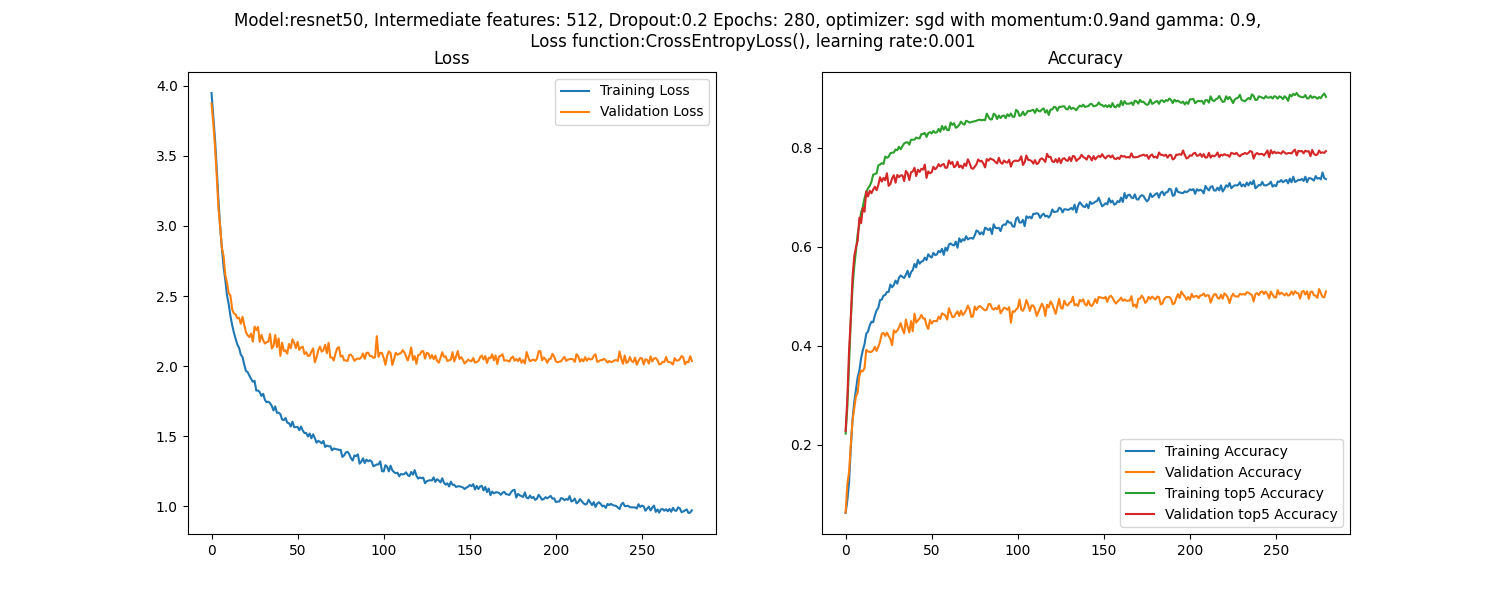 Model:resnet50, Intermediate features: 512, Dropout:0.2 Epochs: 280, optimizer: sgd with momentum:0.9and gamma: 0.9,
Loss function:CrossEntropyLoss(), learning rate:0.001
Loss
4.0
3.5
3.0
2.5
2.0
1.5
1.0
0
50
100
150
200
250
Training Loss
Validation Loss
Accuracy
0.8
0.6
0.4
0.2
0
50
100
150
200
250
Training Accuracy
Validation Accuracy
Training top5 Accuracy
Validation top5 Accuracy